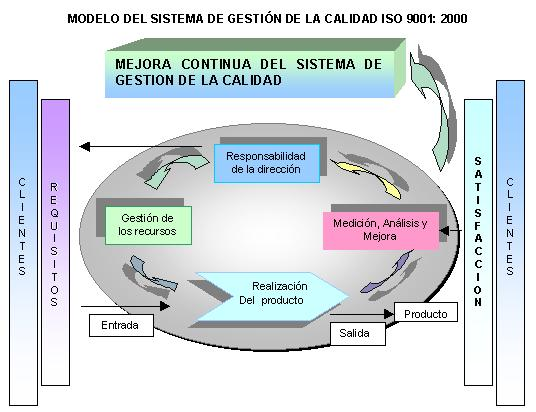 MODELO DEL SISTEMA DE GESTIÓN DE LA CALIDAD ISO 9001: 2000
MEJORA CONTINUA DEL SISTEMA DE
GESTION DE LA CALIDAD
CLIENTES
REQUISITOS
Responsabilidad
de la dirección
Gestión de
los recursos
Medición, Análisis y
Mejora
Realización
Del producto
Entrada
Salida
Producto
SATISFACCION
CLIENTES